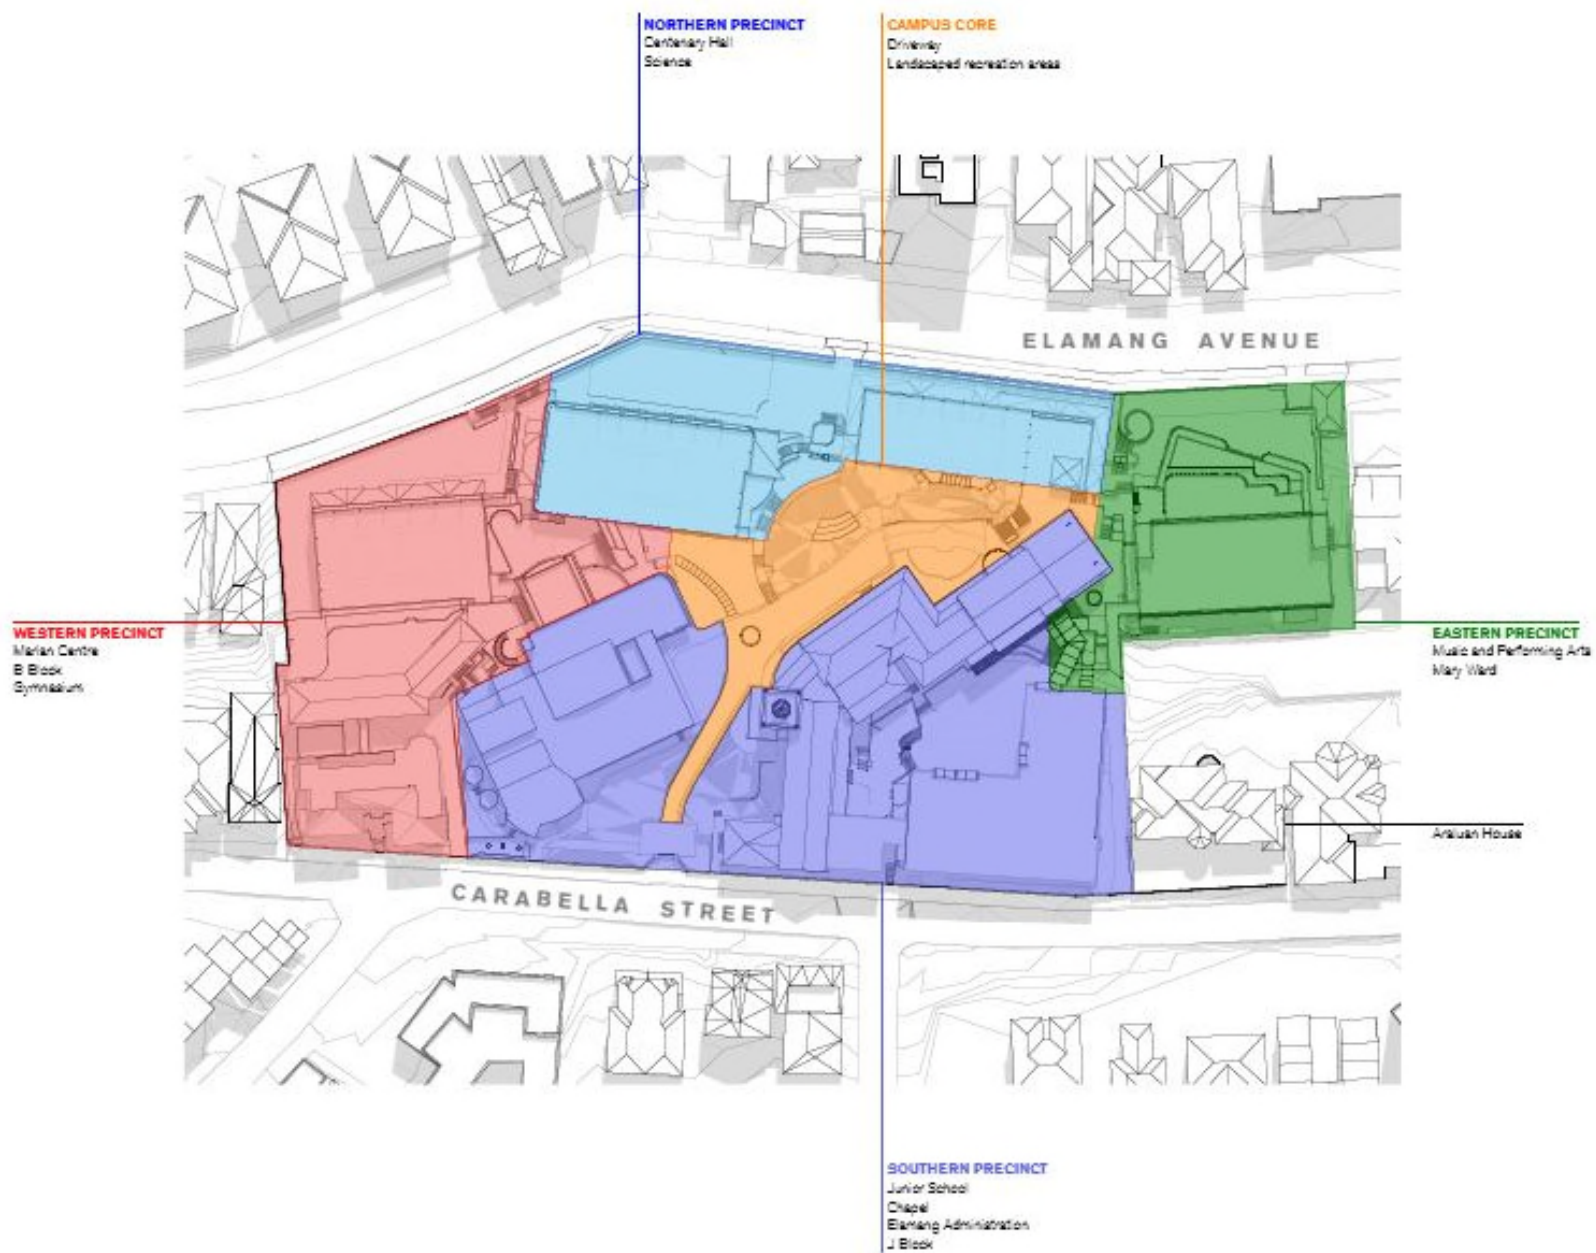 NORTHERN PRECINCT
Centenary Hall
Science
CAMPUS CORE
Driveway
Landscaped recreation areas
ELAMANG AVENUE
WESTERN PRECINCT
Marian Centre
B Block
Gymnasium
EASTERN PRECINCT
Music and Performing Arts
Mary Ward
Araluen House
CARABELLA STREET
SOUTHERN PRECINCT
Junior School
Chapel
Elamang Administration
J Block